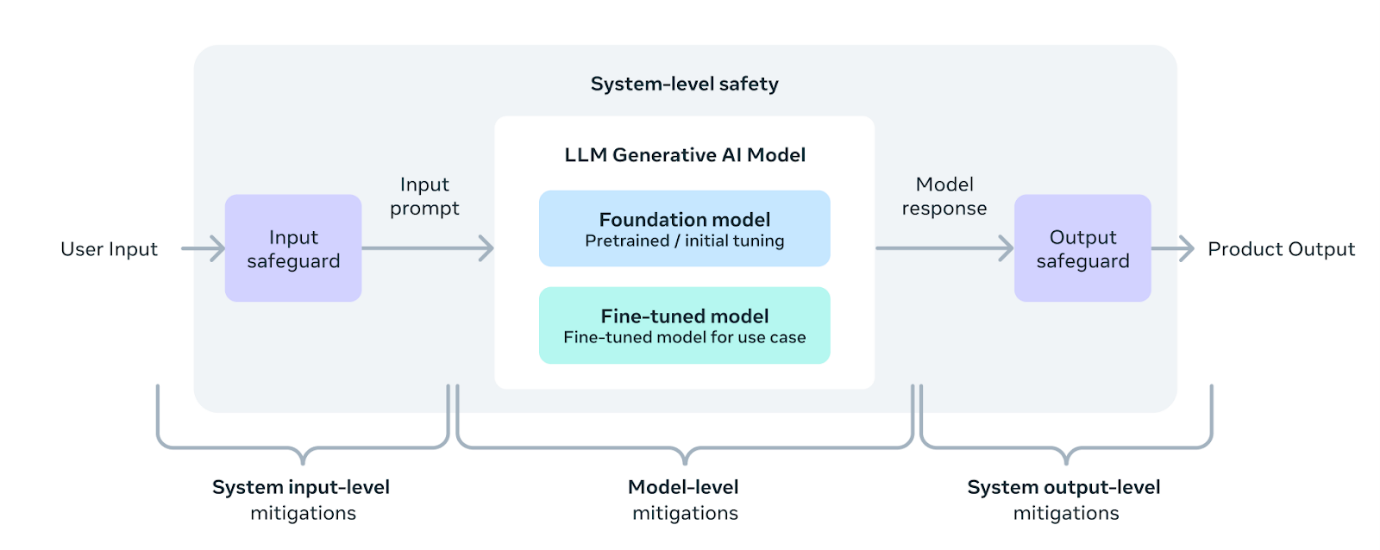 System-level safety
LLM Generative AI Model
Input
prompt
Model
response
Foundation model
Pretrained / initial tuning
User Input
Input
safeguard
Output
safeguard
Product Output
Fine-tuned model
Fine-tuned model for use case
System input-level
mitigations
Model-level
mitigations
System output-level
mitigations